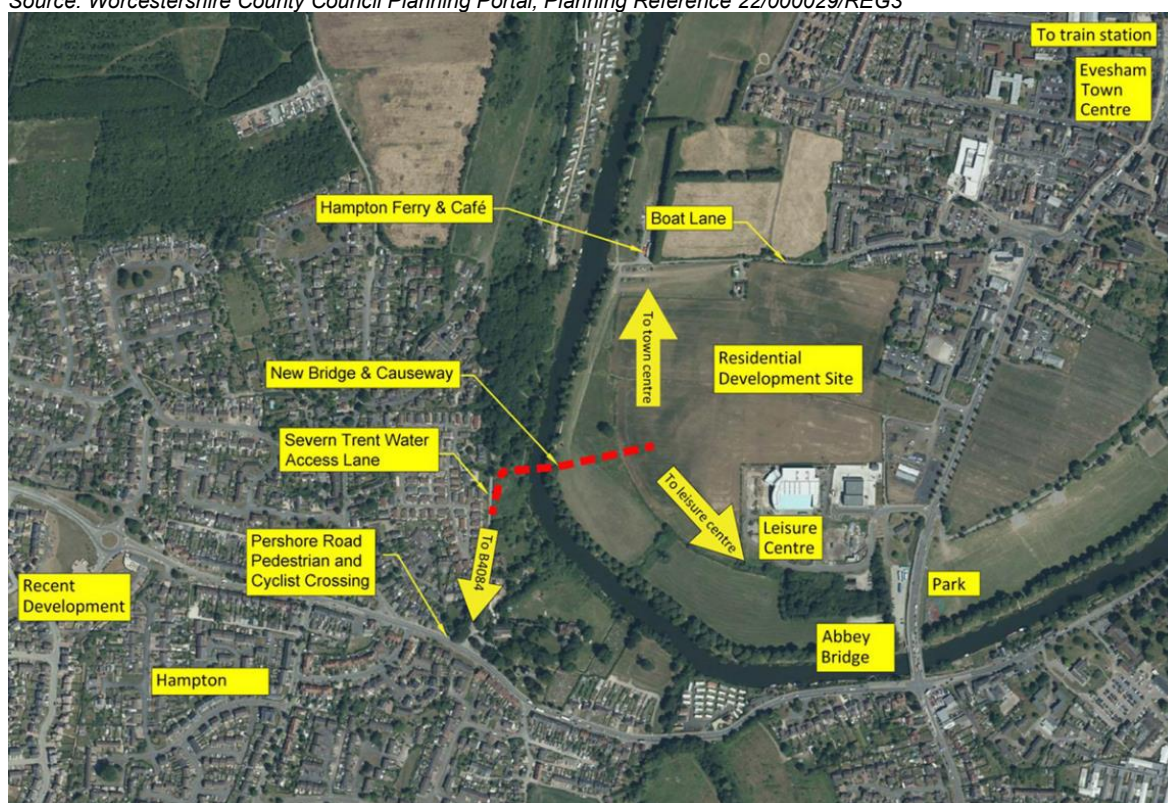 Source: Worcestershire County Council Planning Portal, Planning Reference 22/000029/REG3
To train station
Evesham
Town
Centre
Hampton Ferry & Café
Boat Lane
To town centre
Residential
Development Site
New Bridge & Causeway
Severn Trent Water
Access Lane
To leisure centre
Leisure
Centre
Pershore Road
Pedestrian and
Cyclist Crossing
To B4084
Recent
Development
Park
Abbey
Bridge
Hampton